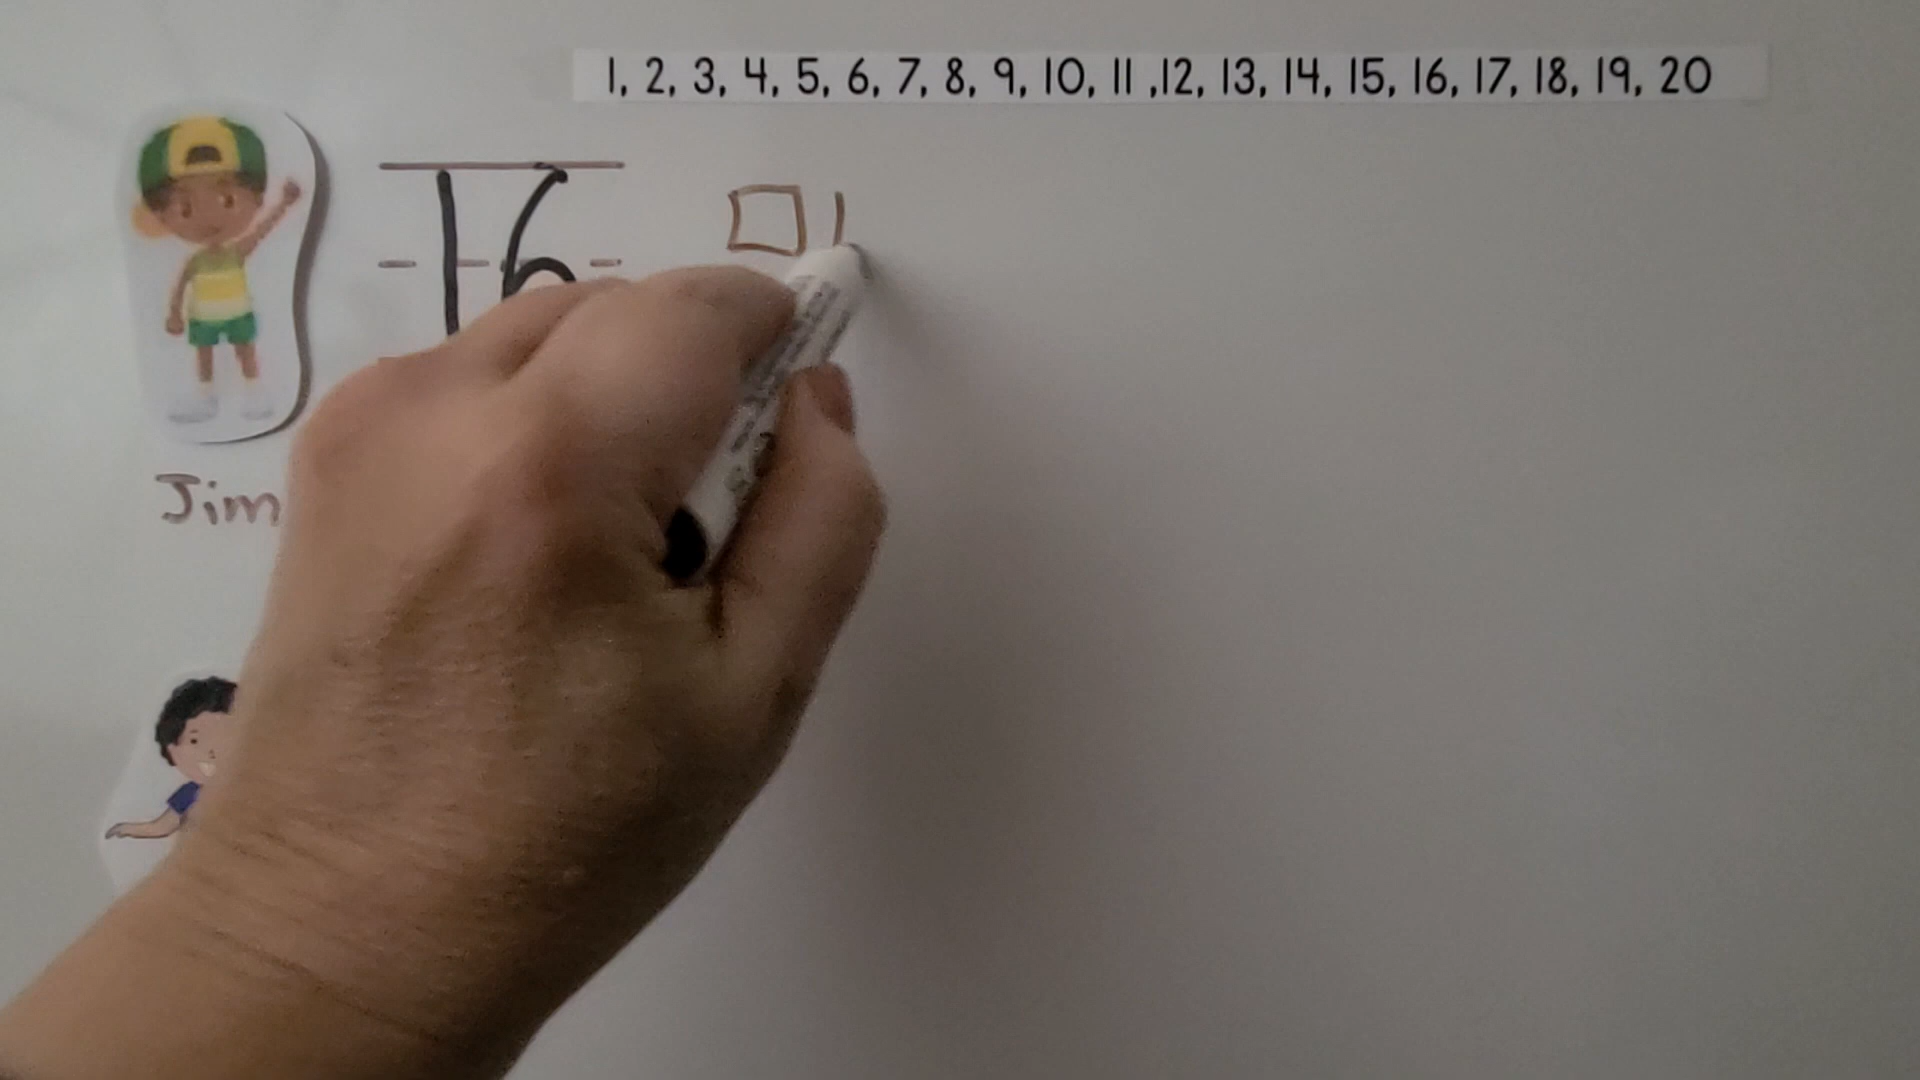 1, 2, 3, 4, 5, 6, 7, 8, 9, 10, 11 ,12, 13, 14, 15, 16, 17, 18, 19, 20
16
Jim